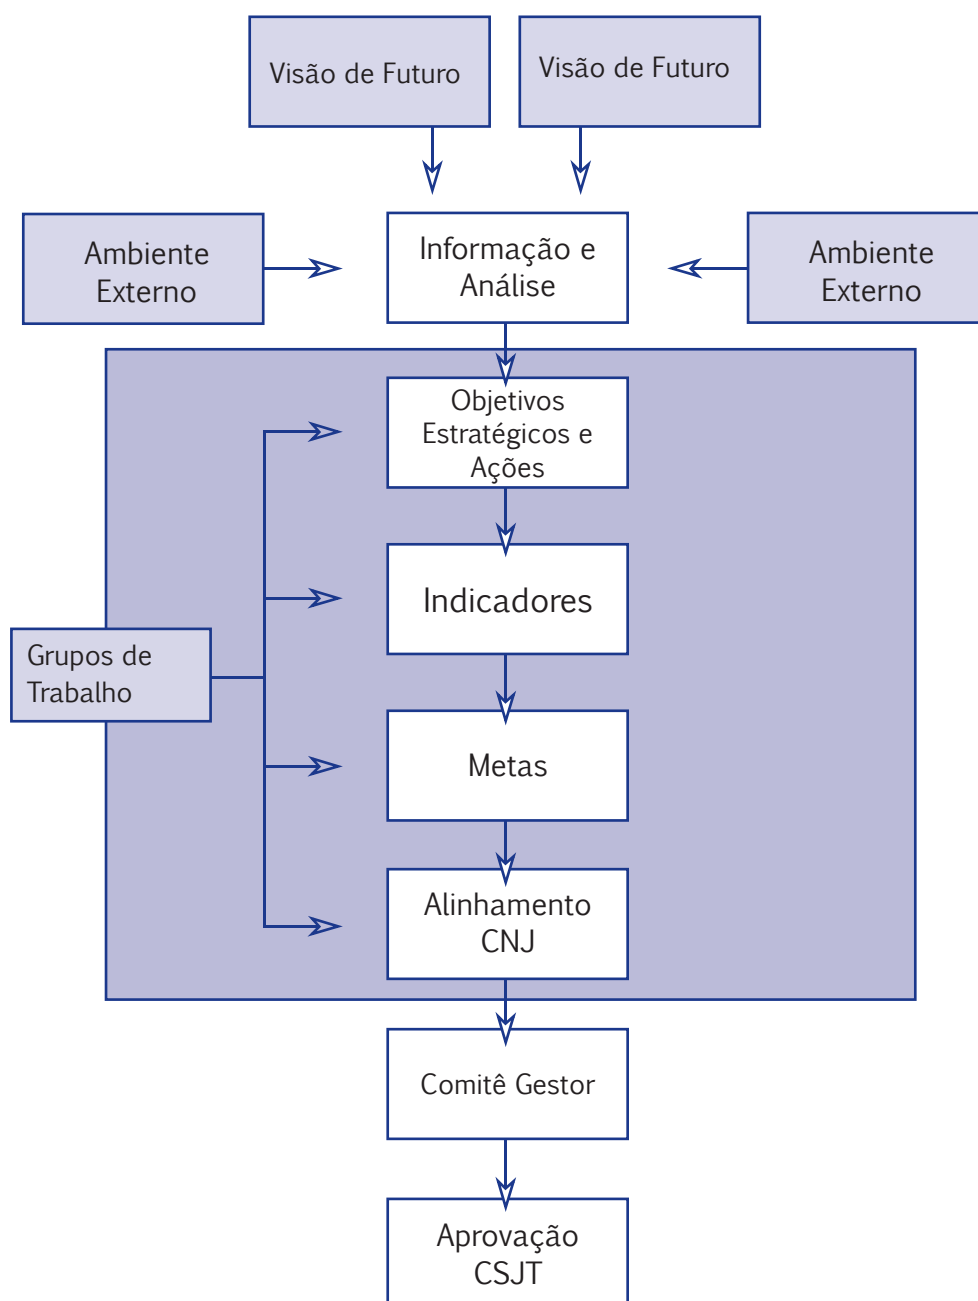 Visão de Futuro
Visão de Futuro
Ambiente
Externo
Informação e
Análise
Ambiente
Externo
Objetivos
Estratégicos e
Ações
Indicadores
Grupos de
Trabalho
Metas
Alinhamento
CNJ
Comitê Gestor
Aprovação
CSJT